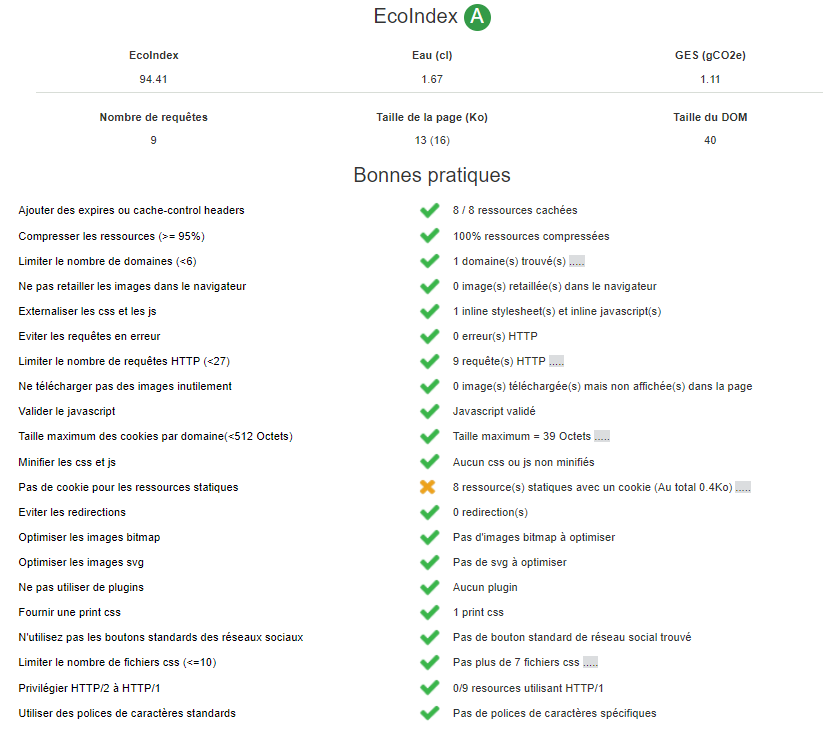 EcoIndex A
EcoIndex Eau (cl) GES (gCO2e)
94.41 1.67 1.11
Nombre de requêtes Taille de la page (Ko) Taille du DOM
9 13 (16) 40
Bonnes pratiques
Ajouter des expires ou cache-control headers 8 / 8 ressources cachées
Compresser les ressources (>= 95%) 100% ressources compressées
Limiter le nombre de domaines (<6) 1 domaine(s) trouvé(s) .....
Ne pas retailler les images dans le navigateur 0 image(s) retaillée(s) dans le navigateur
Externaliser les css et les js 1 inline stylesheet(s) et inline javascript(s)
Eviter les requêtes en erreur 0 erreur(s) HTTP
Limiter le nombre de requêtes HTTP (<27) 9 requête(s) HTTP .....
Ne télécharger pas des images inutilement 0 image(s) téléchargée(s) mais non affichée(s) dans la page
Valider le javascript Javascript validé
Taille maximum des cookies par domaine(<512 Octets) Taille maximum = 39 Octets .....
Minifier les css et js Aucun css ou js non minifiés
Pas de cookie pour les ressources statiques 8 ressource(s) statiques avec un cookie (Au total 0.4Ko) .....
Eviter les redirections 0 redirection(s)
Optimiser les images bitmap Pas d'images bitmap à optimiser
Optimiser les images svg Pas de svg à optimiser
Ne pas utiliser de plugins Aucun plugin
Fournir une print css 1 print css
N'utilisez pas les boutons standards des réseaux sociaux Pas de bouton standard de réseau social trouvé
Limiter le nombre de fichiers css (<=10) Pas plus de 7 fichiers css .....
Privilégier HTTP/2 à HTTP/1 0/9 resources utilisant HTTP/1
Utiliser des polices de caractères standards Pas de polices de caractères spécifiques